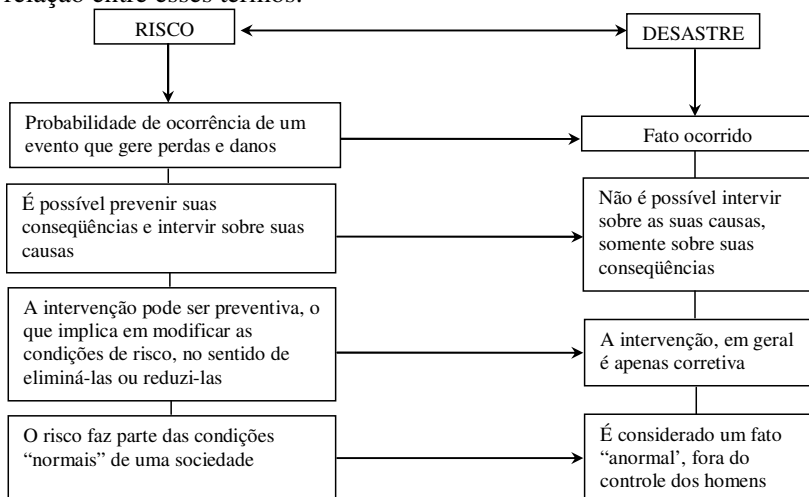 relação entre esses termos:
RISCO
DESASTRE
Probabilidade de ocorrência de um
evento que gere perdas e danos
Fato ocorrido
É possível prevenir suas
conseqüências e intervir sobre suas
causas
Não é possível intervir
sobre as suas causas,
somente sobre suas
conseqüências
A intervenção pode ser preventiva, o
que implica em modificar as
condições de risco, no sentido de
eliminá-las ou reduzi-las
A intervenção, em geral
é apenas corretiva
O risco faz parte das condições
“normais” de uma sociedade
É considerado um fato
“anormal’, fora do
controle dos homens